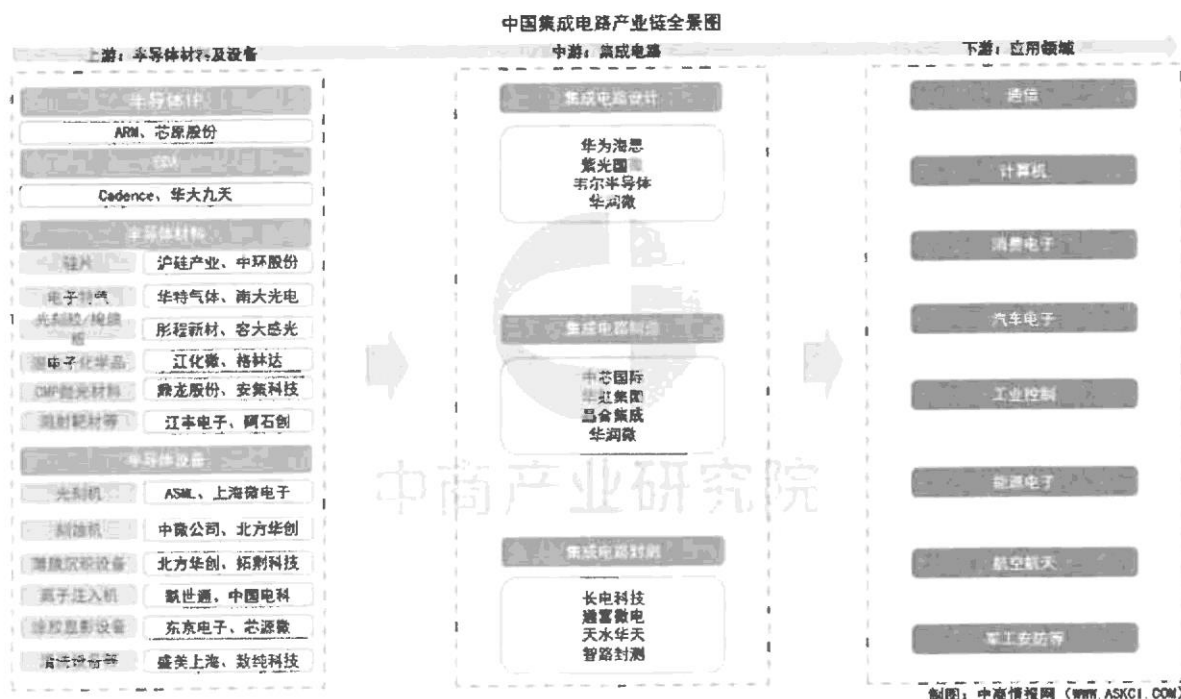 中国集成电路产业链全景图
上游：半导体材料及设备
半导体IP
ARM、芯原股份
EDA
Cadence、华大九天
半导体材料
硅片
沪硅产业、中环股份
电子特气
华特气体、南大光电
光刻胶/掩膜版
彤程新材、容大感光
电子化学品
江化微、格林达
CMP抛光材料
鼎龙股份、安集科技
溅射靶材等
江丰电子、阿石创
半导体设备
光刻机
ASML、上海微电子
刻蚀机
中微公司、北方华创
薄膜沉积设备
北方华创、拓荆科技
离子注入机
凯世通、中国电科
涂胶显影设备
东京电子、芯源微
清洗设备等
盛美上海、
中游：集成电路
集成电路设计
华为海思
紫光国
韦尔半导体
华润微
集成电路制造
中芯国际
华虹集团
晶合集成
华润微
集成电路封测
长电科技
通富微电
天水华天
智路封测
下游：应用领域
通信
计算机
消费电子
汽车电子
工业控制
能源电子
航空航天
军工安防等
中商产业研究院
制图：中商情报网（WWW.ASKCI.COM）